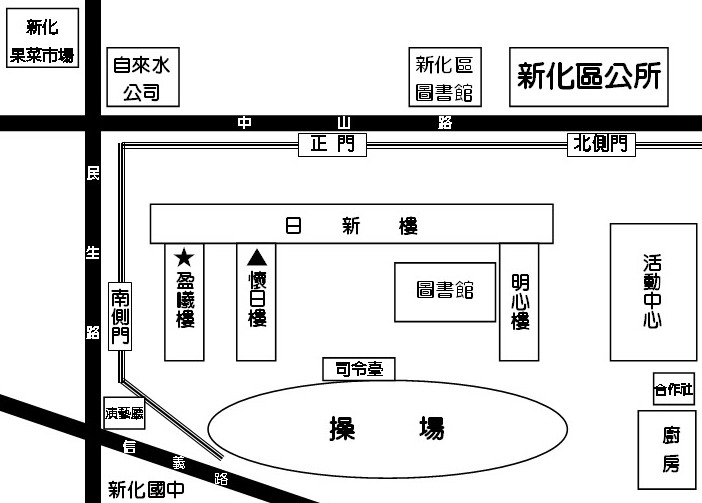 新化
果菜市場
自來水
公司
新化區
圖書館
新化區公所
中山路
正門
北側門
民生路
日新樓
★盈曦樓
▲懷日樓
圖書館
明心樓
活動中心
南側門
司令臺
合作社
演藝廳
操場
廚房
信義路
新化國中